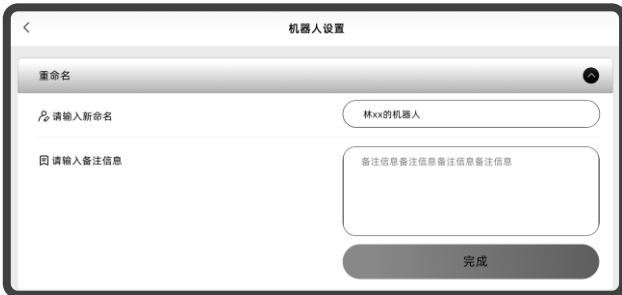 机器人设置
重命名
请输入新命名
林xx的机器人
请输入备注信息
备注信息备注信息备注信息备注信息
完成